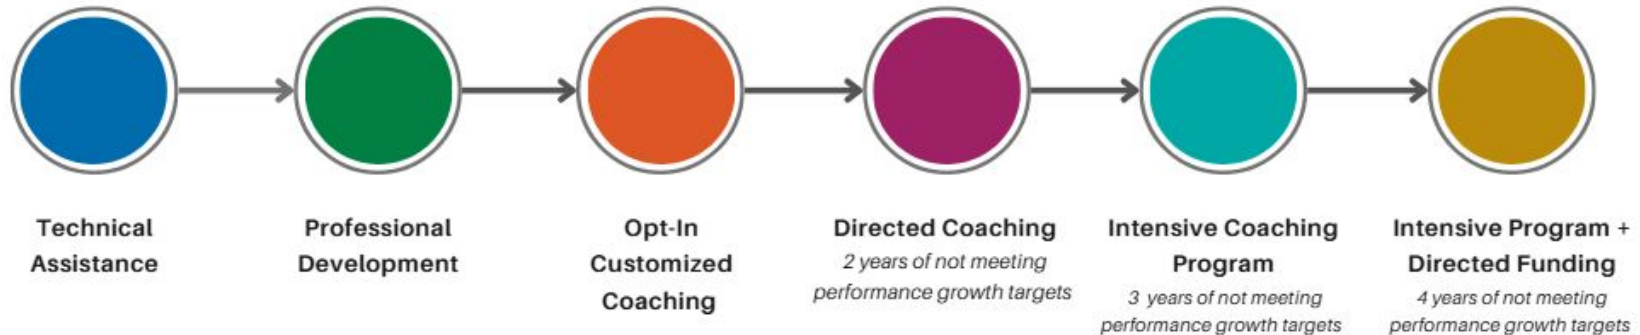 Technical
Assistance
Professional
Development
Opt-In
Customized
Coaching
Directed Coaching
2 years of not meeting
performance growth targets
Intensive Coaching
Program
3 years of not meeting
performance growth targets
Intensive Program +
Directed Funding
4 years of not meeting
performance growth targets